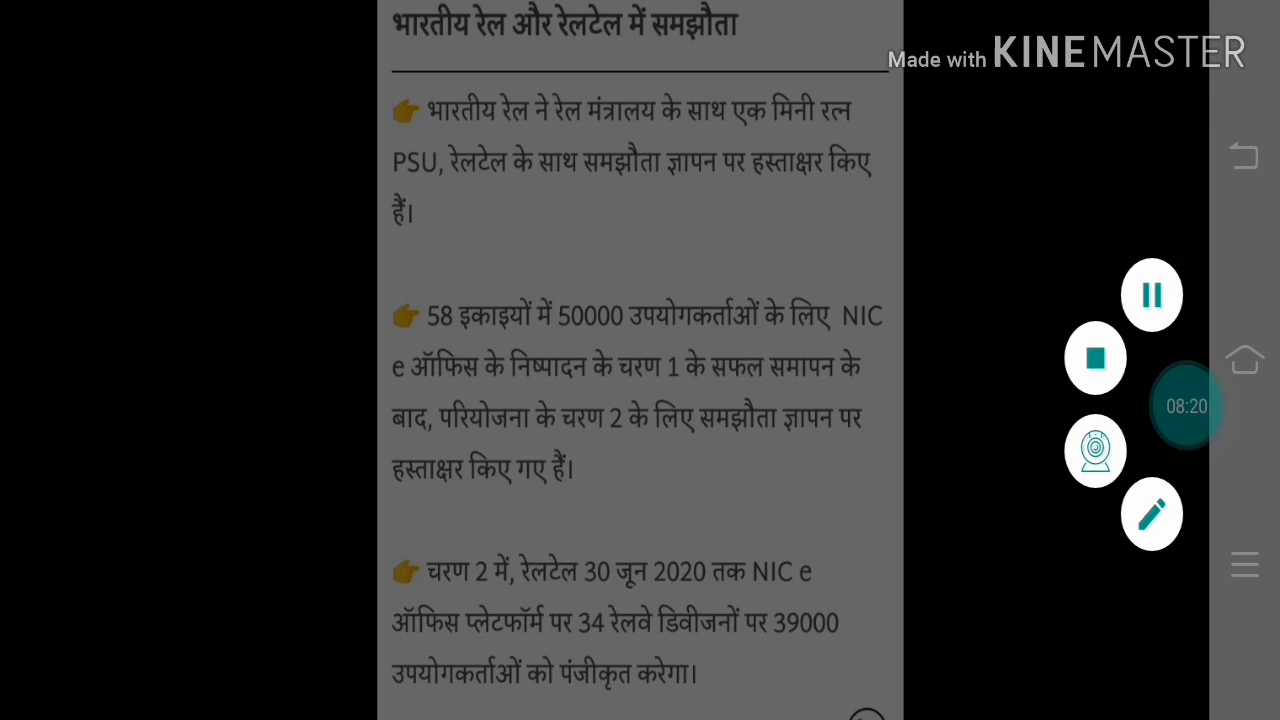 भारतीय रेल और रेलटेल में समझौता
Made with KINEMASTER
👉 भारतीय रेल ने रेल मंत्रालय के साथ एक मिनी रत्न
PSU, रेलटेल के साथ समझौता ज्ञापन पर हस्ताक्षर किए
हैं।
👉 58 इकाइयों में 50000 उपयोगकर्ताओं के लिए NIC
e ऑफिस के निष्पादन के चरण 1 के सफल समापन के
बाद, परियोजना के चरण 2 के लिए समझौता ज्ञापन पर
हस्ताक्षर किए गए हैं।
08:20
👉 चरण 2 में, रेलटेल 30 जून 2020 तक NIC e
ऑफिस प्लेटफॉर्म पर 34 रेलवे डिवीजनों पर 39000
उपयोगकर्ताओं को पंजीकृत करेगा।